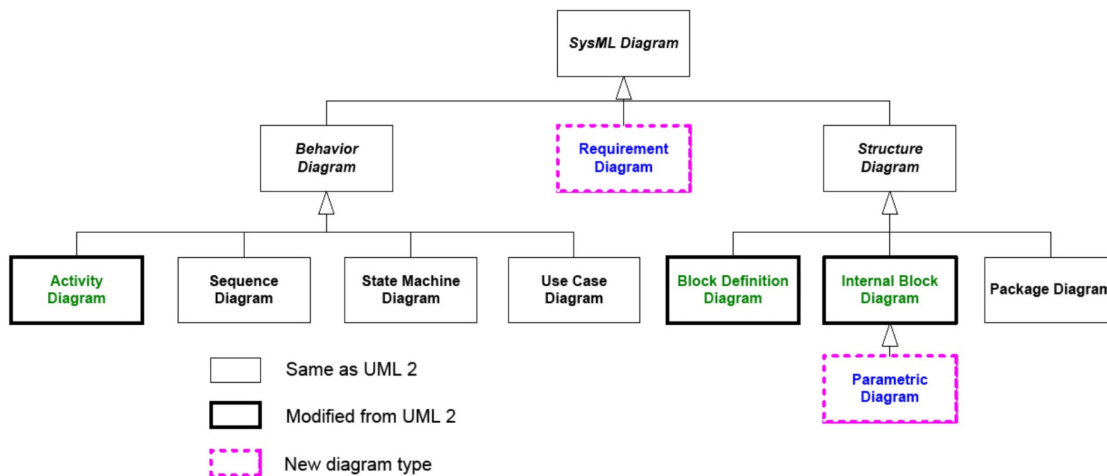 SysML Diagram
Behavior
Diagram
Requirement
Diagram
Structure
Diagram
Activity
Diagram
Sequence
Diagram
State Machine
Diagram
Use Case
Diagram
Block Definition
Diagram
Internal Block
Diagram
Package Diagram
Parametric
Diagram
Same as UML 2
Modified from UML 2
New diagram type